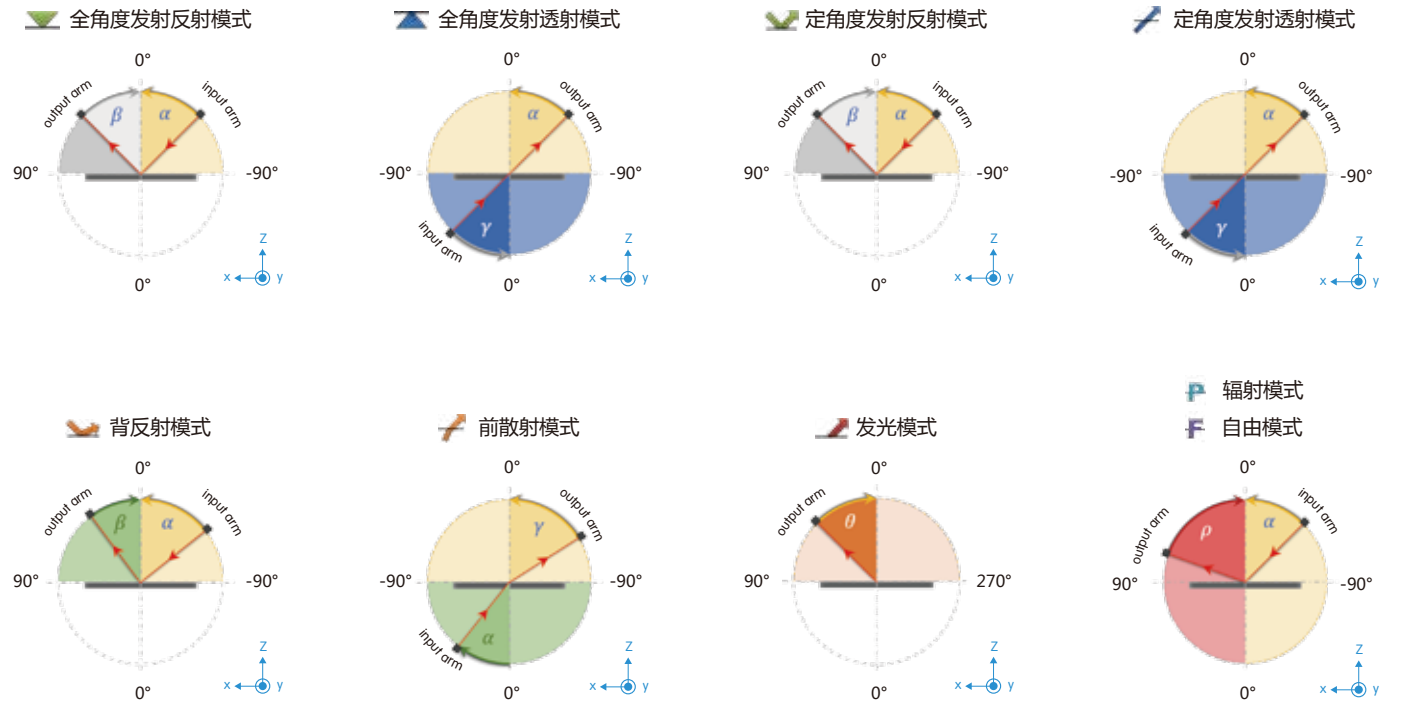 全角度发射反射模式
全角度发射透射模式
定角度发射反射模式
定角度发射透射模式
0°
output arm
β
α
input arm
90°
-90°
Z
x
y
0°
0°
α
output arm
-90°
-90°
γ
input arm
Z
x
y
0°
0°
output arm
β
α
input arm
90°
-90°
Z
x
y
0°
0°
α
output arm
-90°
-90°
γ
input arm
Z
x
y
0°
背反射模式
前散射模式
发光模式
P 辐射模式
F 自由模式
0°
output arm
β
α
input arm
90°
-90°
Z
x
y
0°
0°
γ
output arm
-90°
-90°
α
input arm
Z
x
y
0°
0°
output arm
θ
90°
270°
Z
x
y
0°
0°
output arm
ρ
α
input arm
90°
-90°
Z
x
y
0°